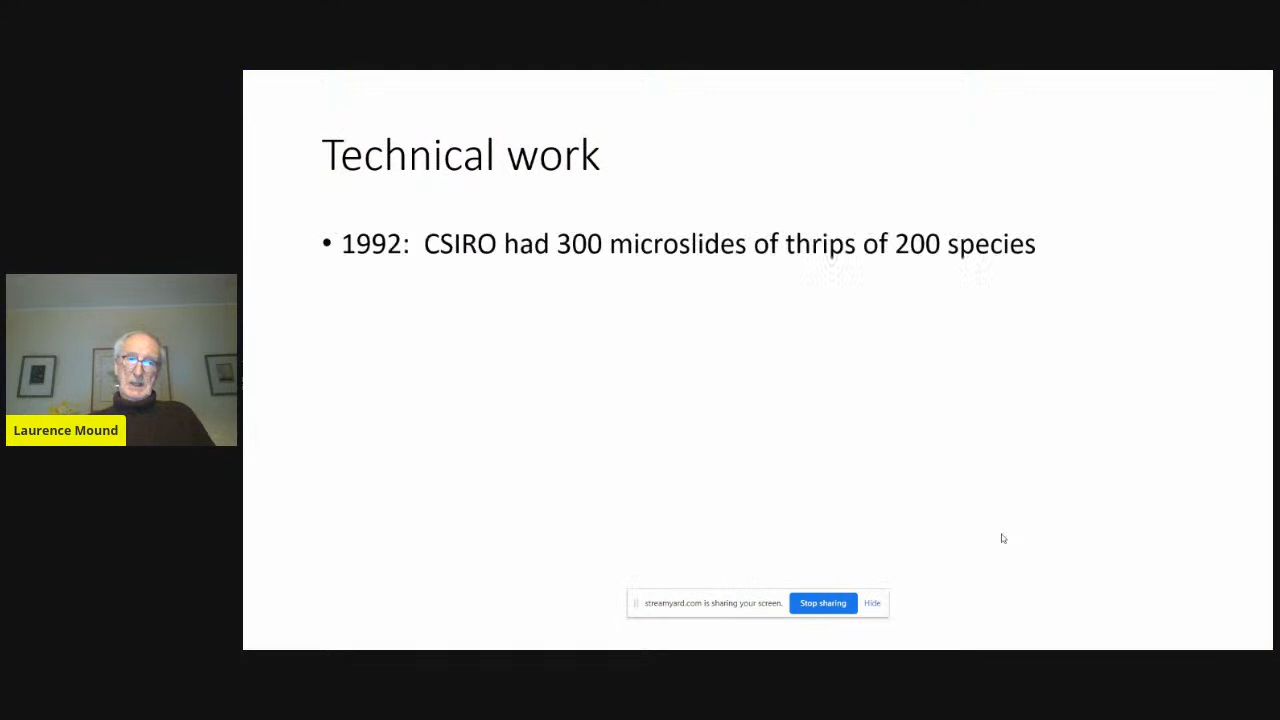 Technical work
• 1992:  CSIRO had 300 microslides of thrips of 200 species
Laurence Mound
streamyard.com is sharing your screen. Stop sharing Hide